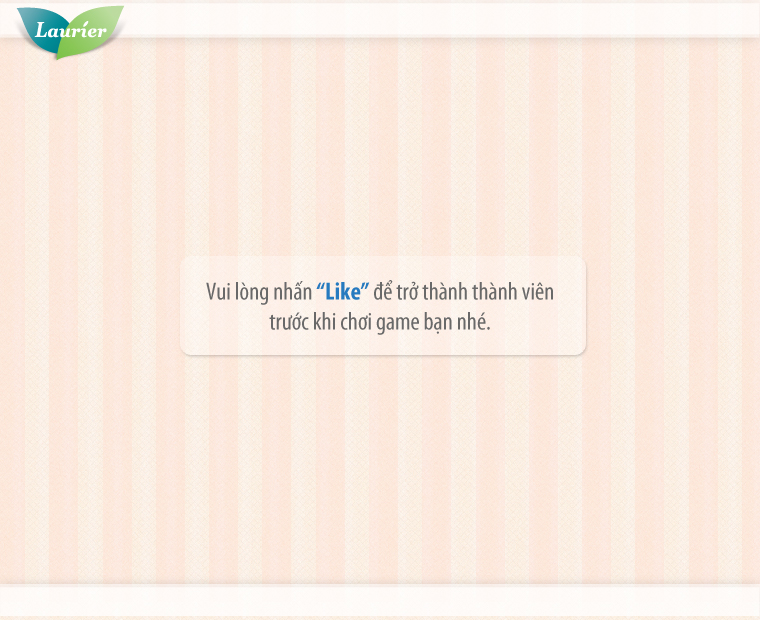 Laurier
Vui lòng nhấn “Like” để trở thành thành viên
trước khi chơi game bạn nhé.